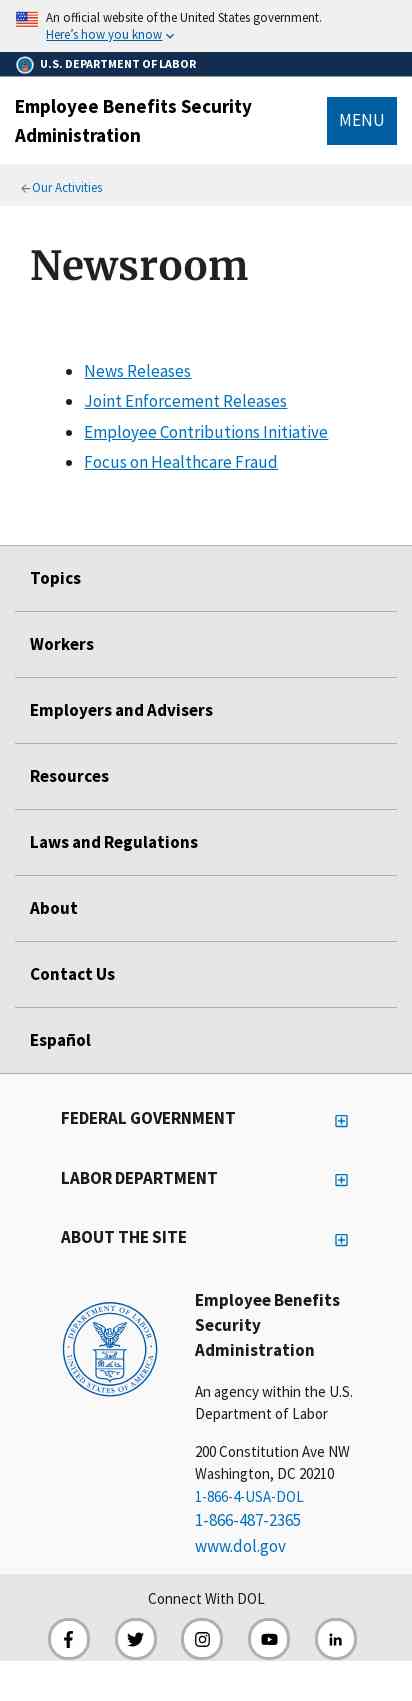 An official website of the United States government.
Here's how you know
U.S. DEPARTMENT OF LABOR
Employee Benefits Security
Administration
MENU
Our Activities
Newsroom
News Releases
Joint Enforcement Releases
Employee Contributions Initiative
Focus on Healthcare Fraud
Topics
Workers
Employers and Advisers
Resources
Laws and Regulations
About
Contact Us
Español
FEDERAL GOVERNMENT
LABOR DEPARTMENT
ABOUT THE SITE
DEPARTMENT OF LABOR
UNITED STATES OF AMERICA
Employee Benefits
Security
Administration
An agency within the U.S.
Department of Labor
200 Constitution Ave NW
Washington, DC 20210
1-866-4-USA-DOL
1-866-487-2365
www.dol.gov
Connect With DOL